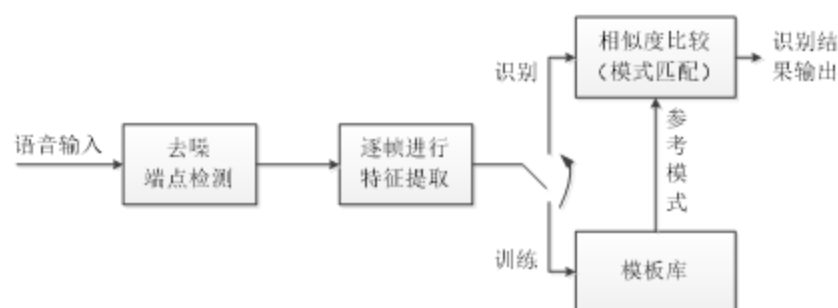 语音输入
去噪
端点检测
逐帧进行
特征提取
识别
相似度比较
（模式匹配）
识别结
果输出
参考模式
训练
模板库